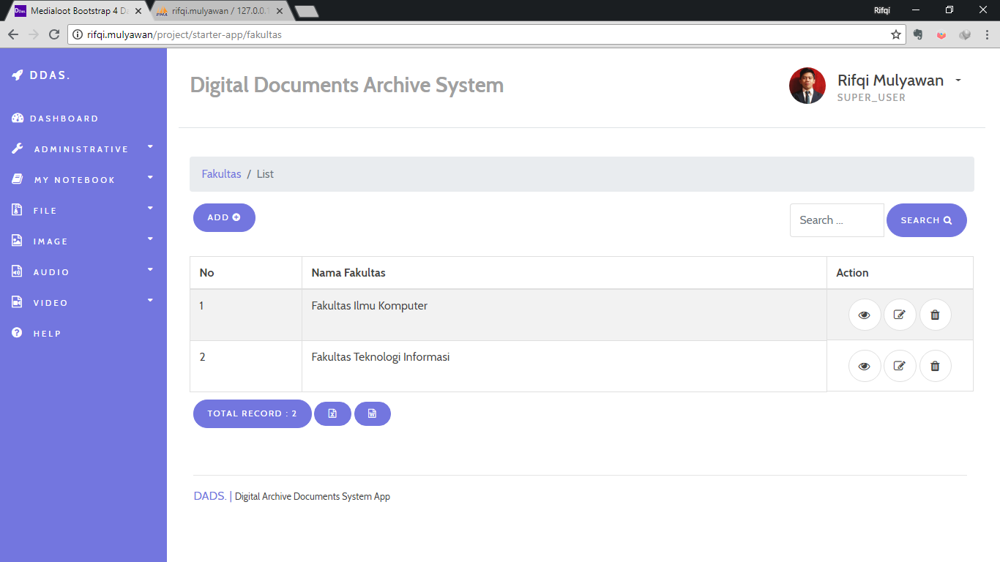 Medialoot Bootstrap 4 Da
rifqi.mulyawan / 127.0.0.1
Rifqi
rifqi.mulyawan/project/starter-app/fakultas
DDAS.
DASHBOARD
ADMINISTRATIVE
MY NOTEBOOK
FILE
IMAGE
AUDIO
VIDEO
HELP
Digital Documents Archive System
Rifqi Mulyawan
SUPER_USER
Fakultas / List
ADD
Search ...
SEARCH
No Nama Fakultas Action
1 Fakultas Ilmu Komputer
2 Fakultas Teknologi Informasi
TOTAL RECORD : 2
DADS. | Digital Archive Documents System App